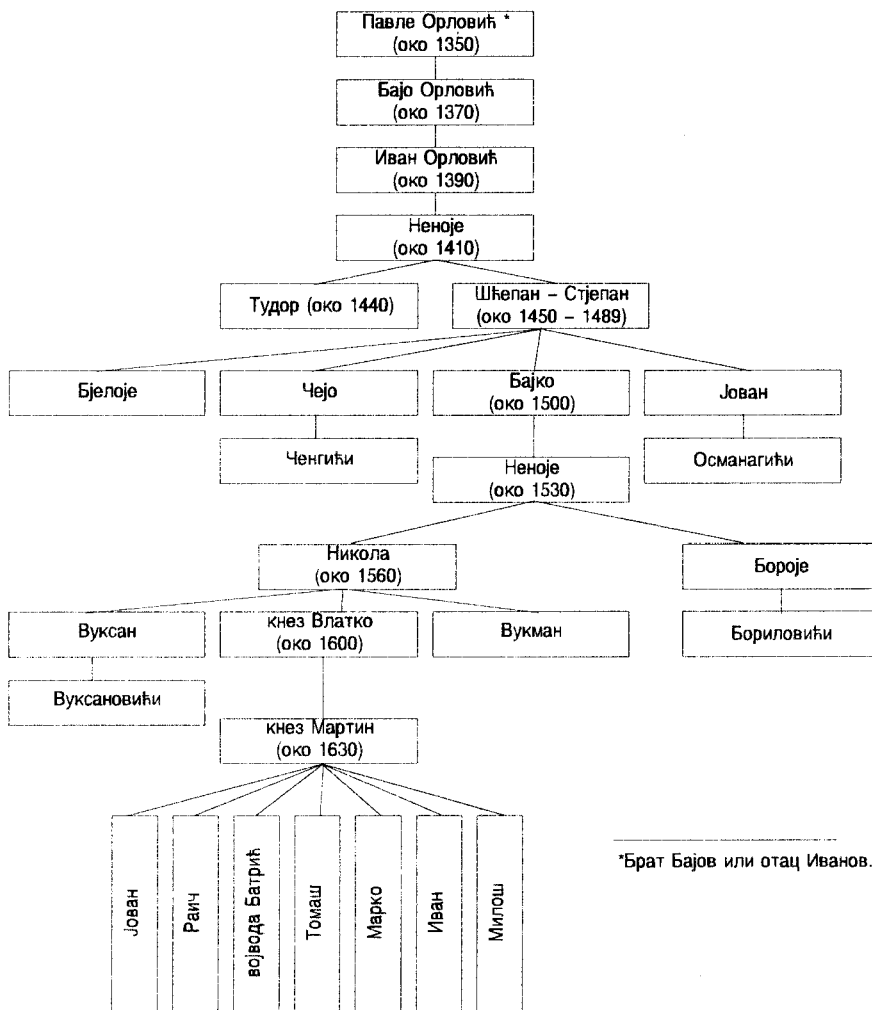 Павле Орловић *
(око 1350)
Бајо Орловић
(око 1370)
Иван Орловић
(око 1390)
Неноје
(око 1410)
Тудор (око 1440)
Шћепан – Стјепан
(око 1450 – 1489)
Бјелоје
Чејо
Бајко
(око 1500)
Јован
Ченгићи
Неноје
(око 1530)
Османагићи
Никола
(око 1560)
Бороје
Вуксан
кнез Влатко
(око 1600)
Вукман
Бориловићи
Вуксановићи
кнез Мартин
(око 1630)
Јован
Раич
војвода Батрић
Томаш
Марко
Иван
Милош
*Брат Бајов или отац Иванов.